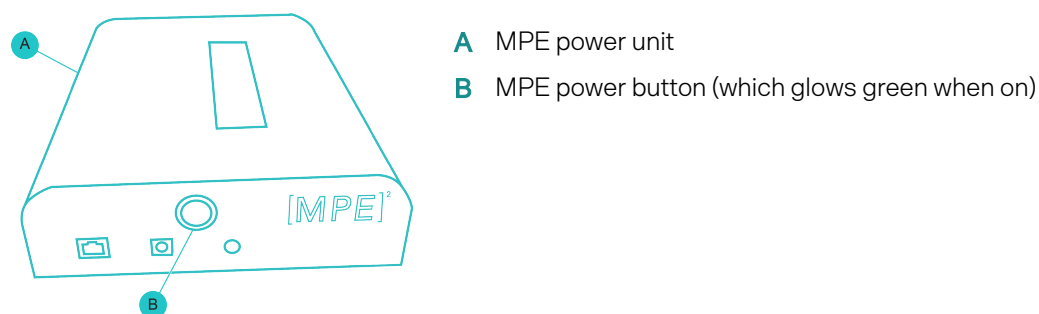 A
A MPE power unit
B MPE power button (which glows green when on)
[MPE]²
B